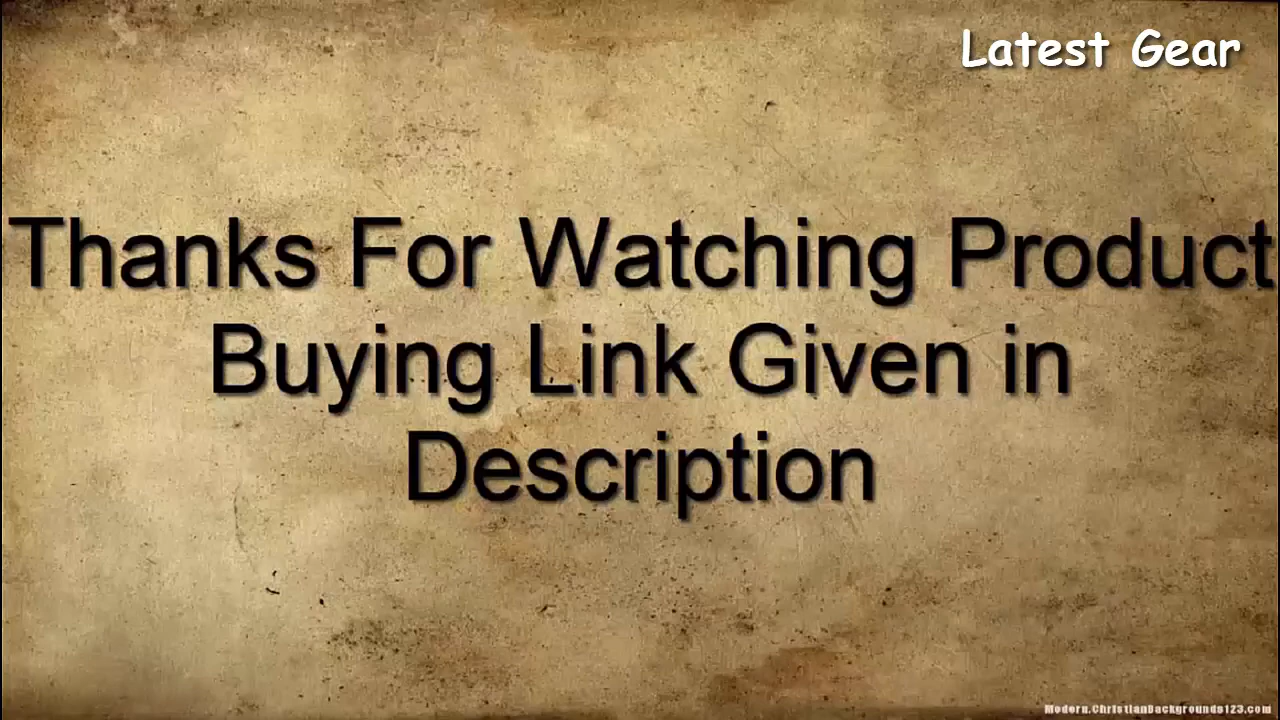 Latest Gear
Thanks For Watching Product
Buying Link Given in
Description
Modern.ChristianBackgrounds123.com